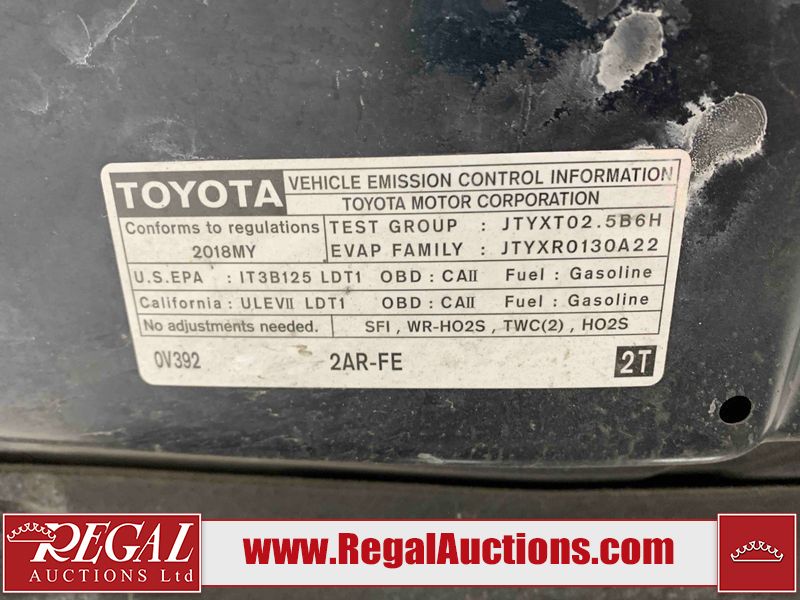 TOYOTA VEHICLE EMISSION CONTROL INFORMATION
TOYOTA MOTOR CORPORATION
Conforms to regulations TEST GROUP : JTYXT02.5B6H
2018MY EVAP FAMILY : JTYXR0130A22
U.S.EPA : IT3B125 LDT1 OBD : CAII Fuel : Gasoline
California : ULEVII LDT1 OBD : CAII Fuel : Gasoline
No adjustments needed. SFI , WR-HO2S , TWC(2) , HO2S
0V392 2AR-FE 2T
REGAL
AUCTIONS Ltd
www.RegalAuctions.com